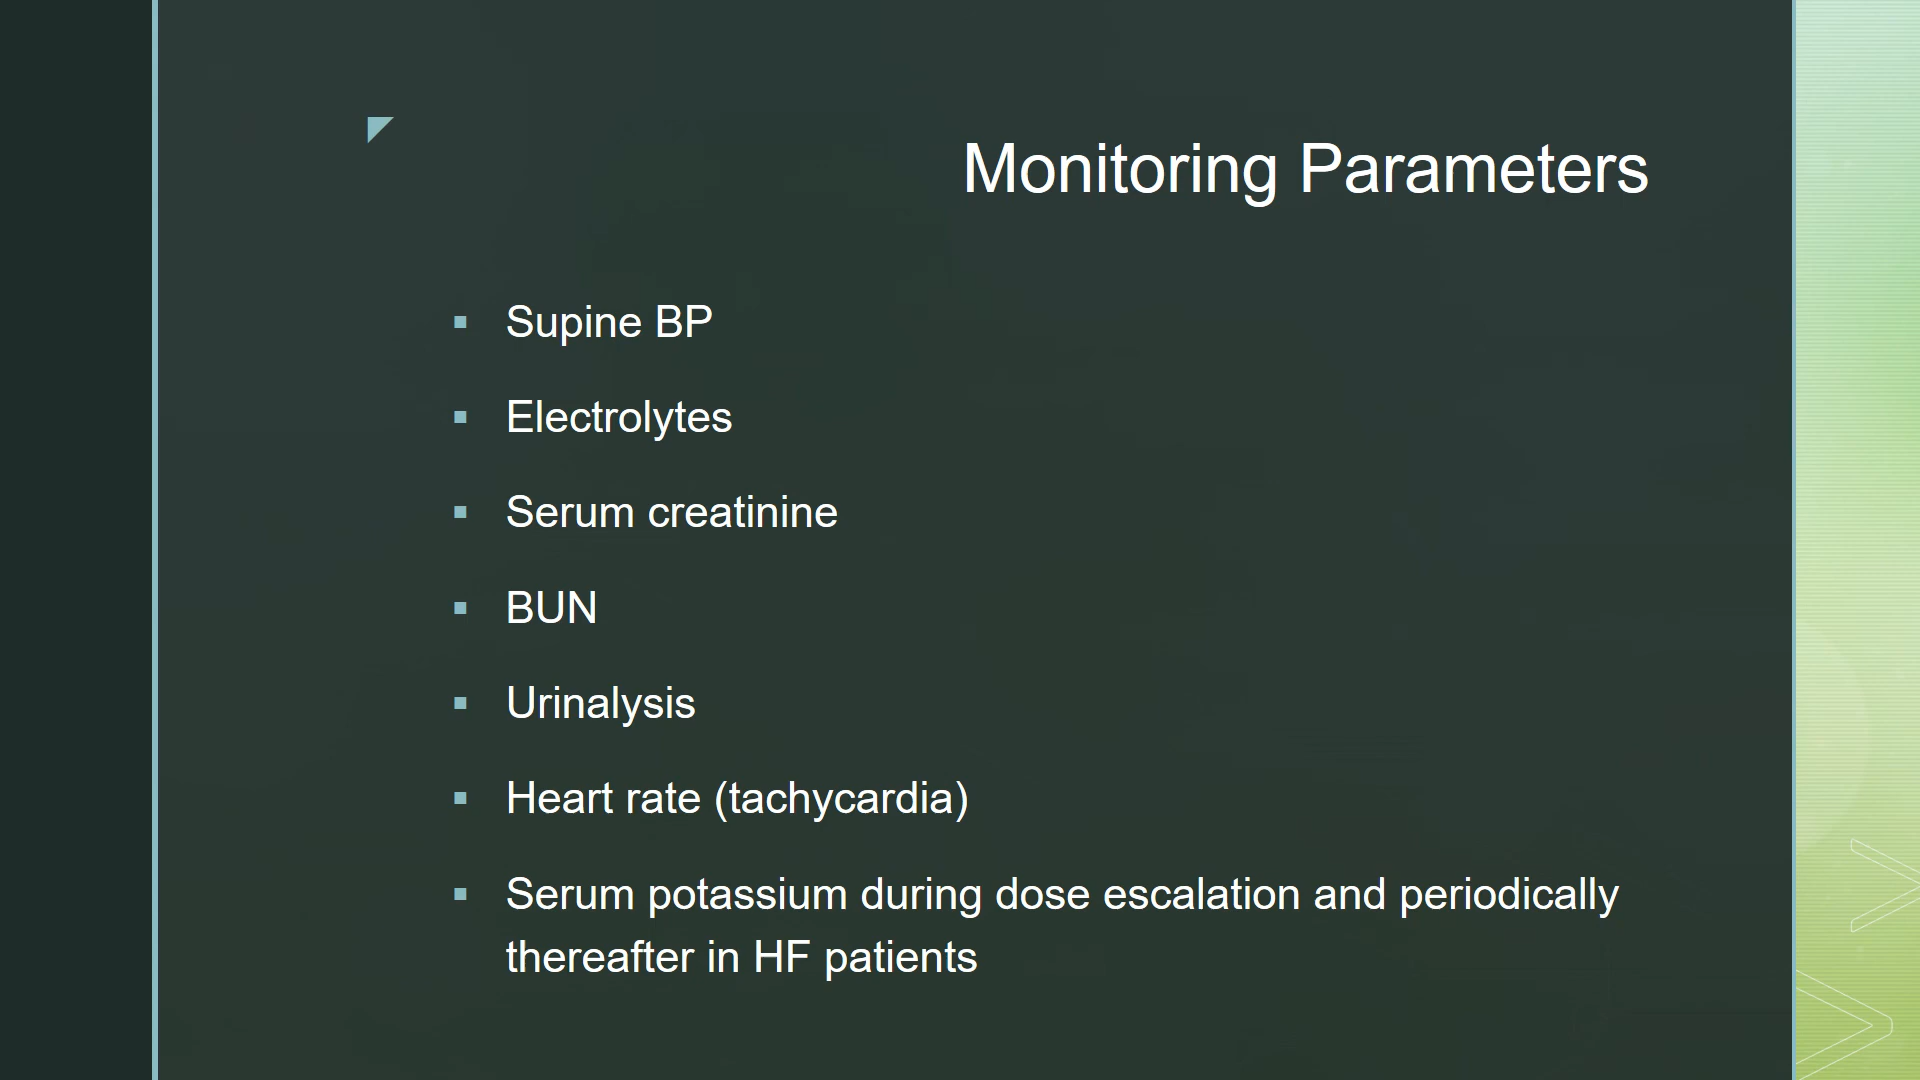 Monitoring Parameters
▪ Supine BP
▪ Electrolytes
▪ Serum creatinine
▪ BUN
▪ Urinalysis
▪ Heart rate (tachycardia)
▪ Serum potassium during dose escalation and periodically
thereafter in HF patients